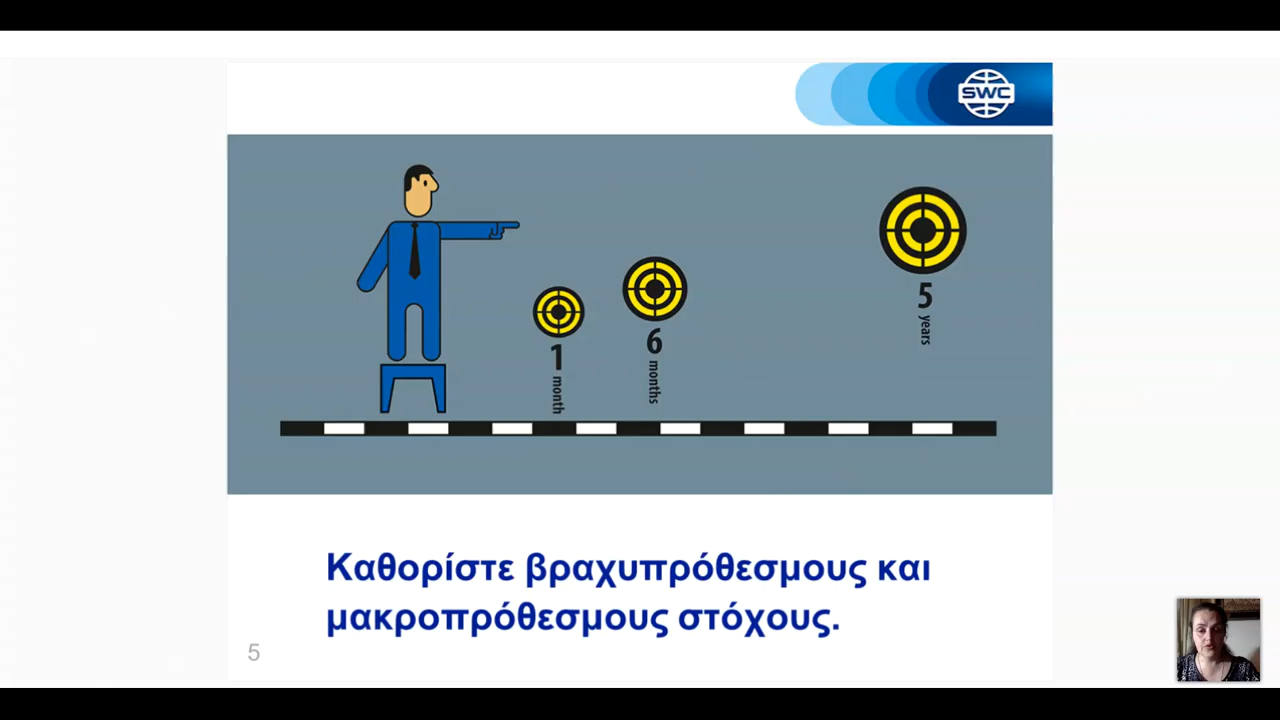 SWC
1
month
6
months
5
years
Καθορίστε βραχυπρόθεσμους και
μακροπρόθεσμους στόχους.
5